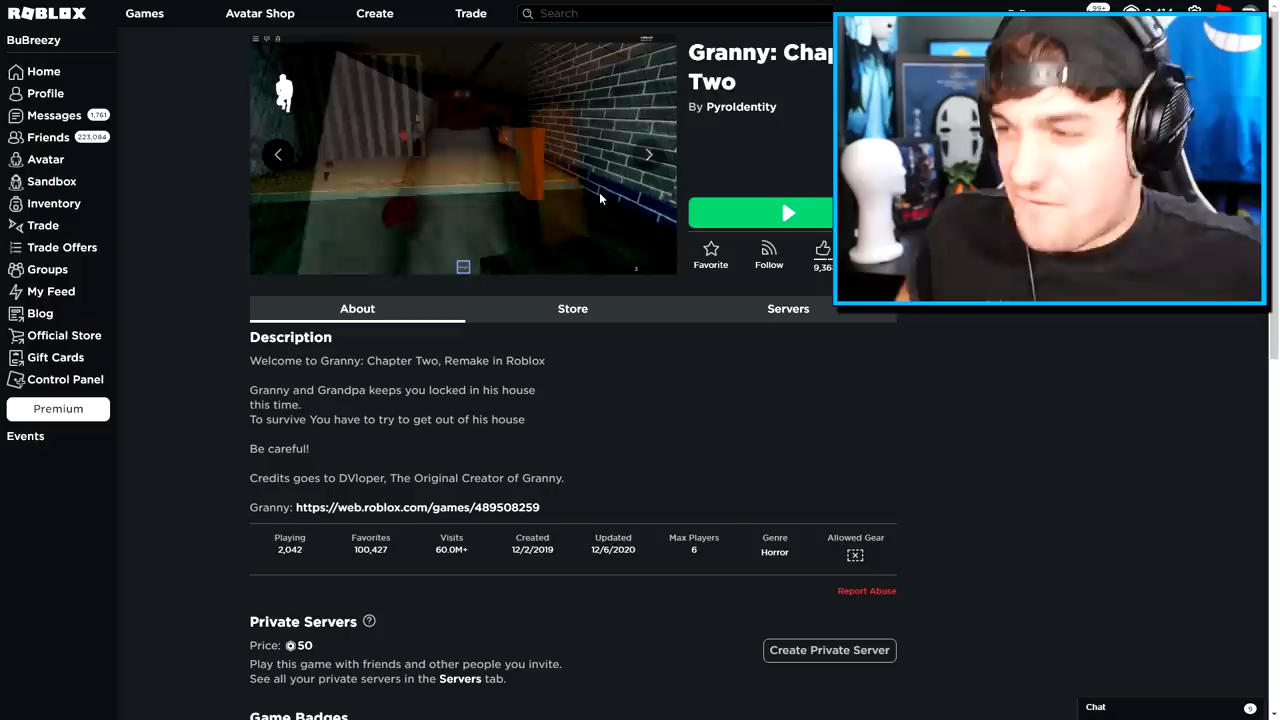 ROBLOX
Games
Avatar Shop
Create
Trade
Search
99+
BuBreezy
Home
Profile
Messages
1,761
Friends
223,084
Avatar
Sandbox
Inventory
Trade
Trade Offers
Groups
My Feed
Blog
Official Store
Gift Cards
Control Panel
Premium
Events
Granny: Chap
Two
By PyroIdentity
Favorite
Follow
9,36
About
Store
Servers
Description
Welcome to Granny: Chapter Two, Remake in Roblox
Granny and Grandpa keeps you locked in his house
this time.
To survive You have to try to get out of his house
Be careful!
Credits goes to DVloper, The Original Creator of Granny.
Granny: https://web.roblox.com/games/489508259
Playing
2,042
Favorites
100,427
Visits
60.0M+
Created
12/2/2019
Updated
12/6/2020
Max Players
6
Genre
Horror
Allowed Gear
Report Abuse
Private Servers
Price: 50
Create Private Server
Play this game with friends and other people you invite.
See all your private servers in the Servers tab.
Game Badges
Chat
9